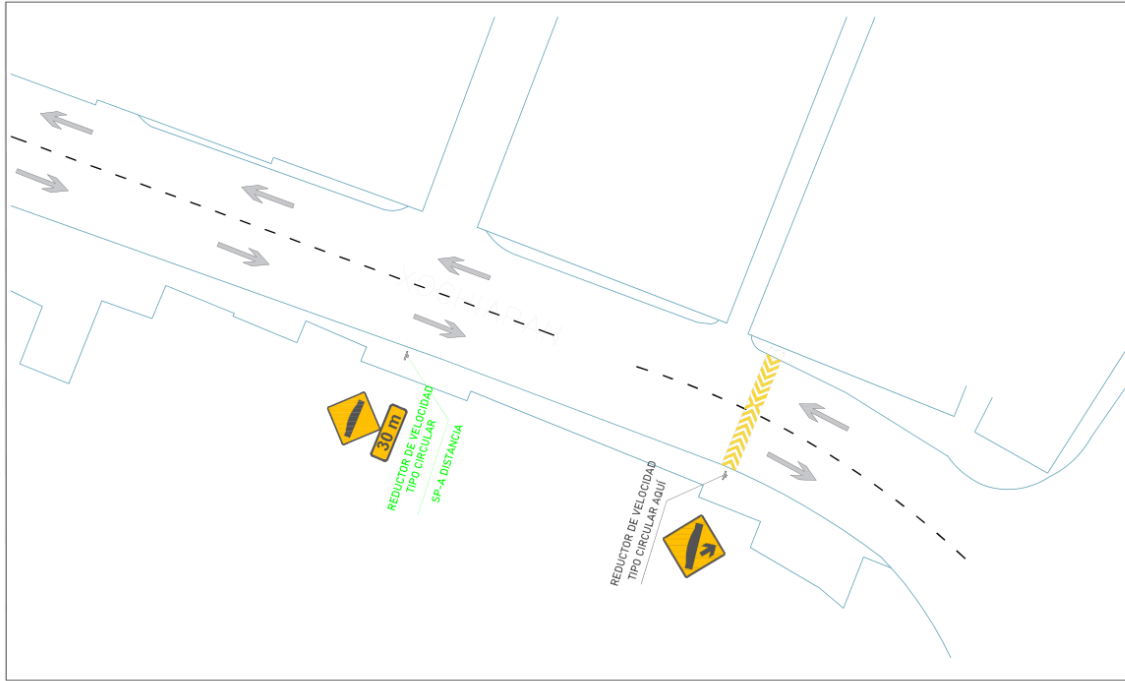 30 m
REDUCTOR DE VELOCIDAD
TIPO CIRCULAR
SP-A DISTANCIA
REDUCTOR DE VELOCIDAD
TIPO CIRCULAR AQUÍ